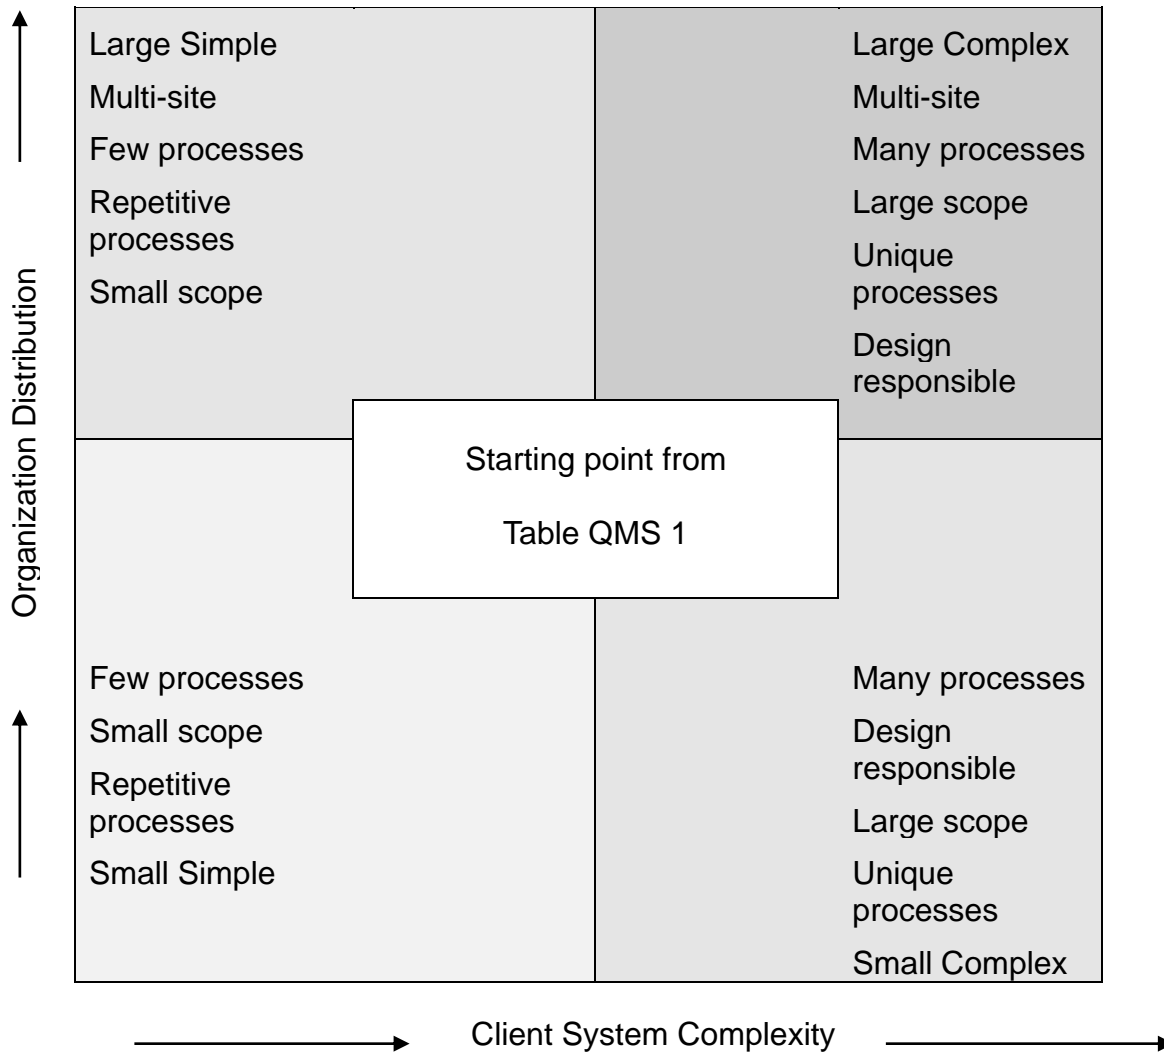 Large Simple
Multi-site
Few processes
Repetitive
processes
Small scope
Large Complex
Multi-site
Many processes
Large scope
Unique
processes
Design
responsible
Organization Distribution
Starting point from
Table QMS 1
Few processes
Small scope
Repetitive
processes
Small Simple
Many processes
Design
responsible
Large scope
Unique
processes
Small Complex
Client System Complexity